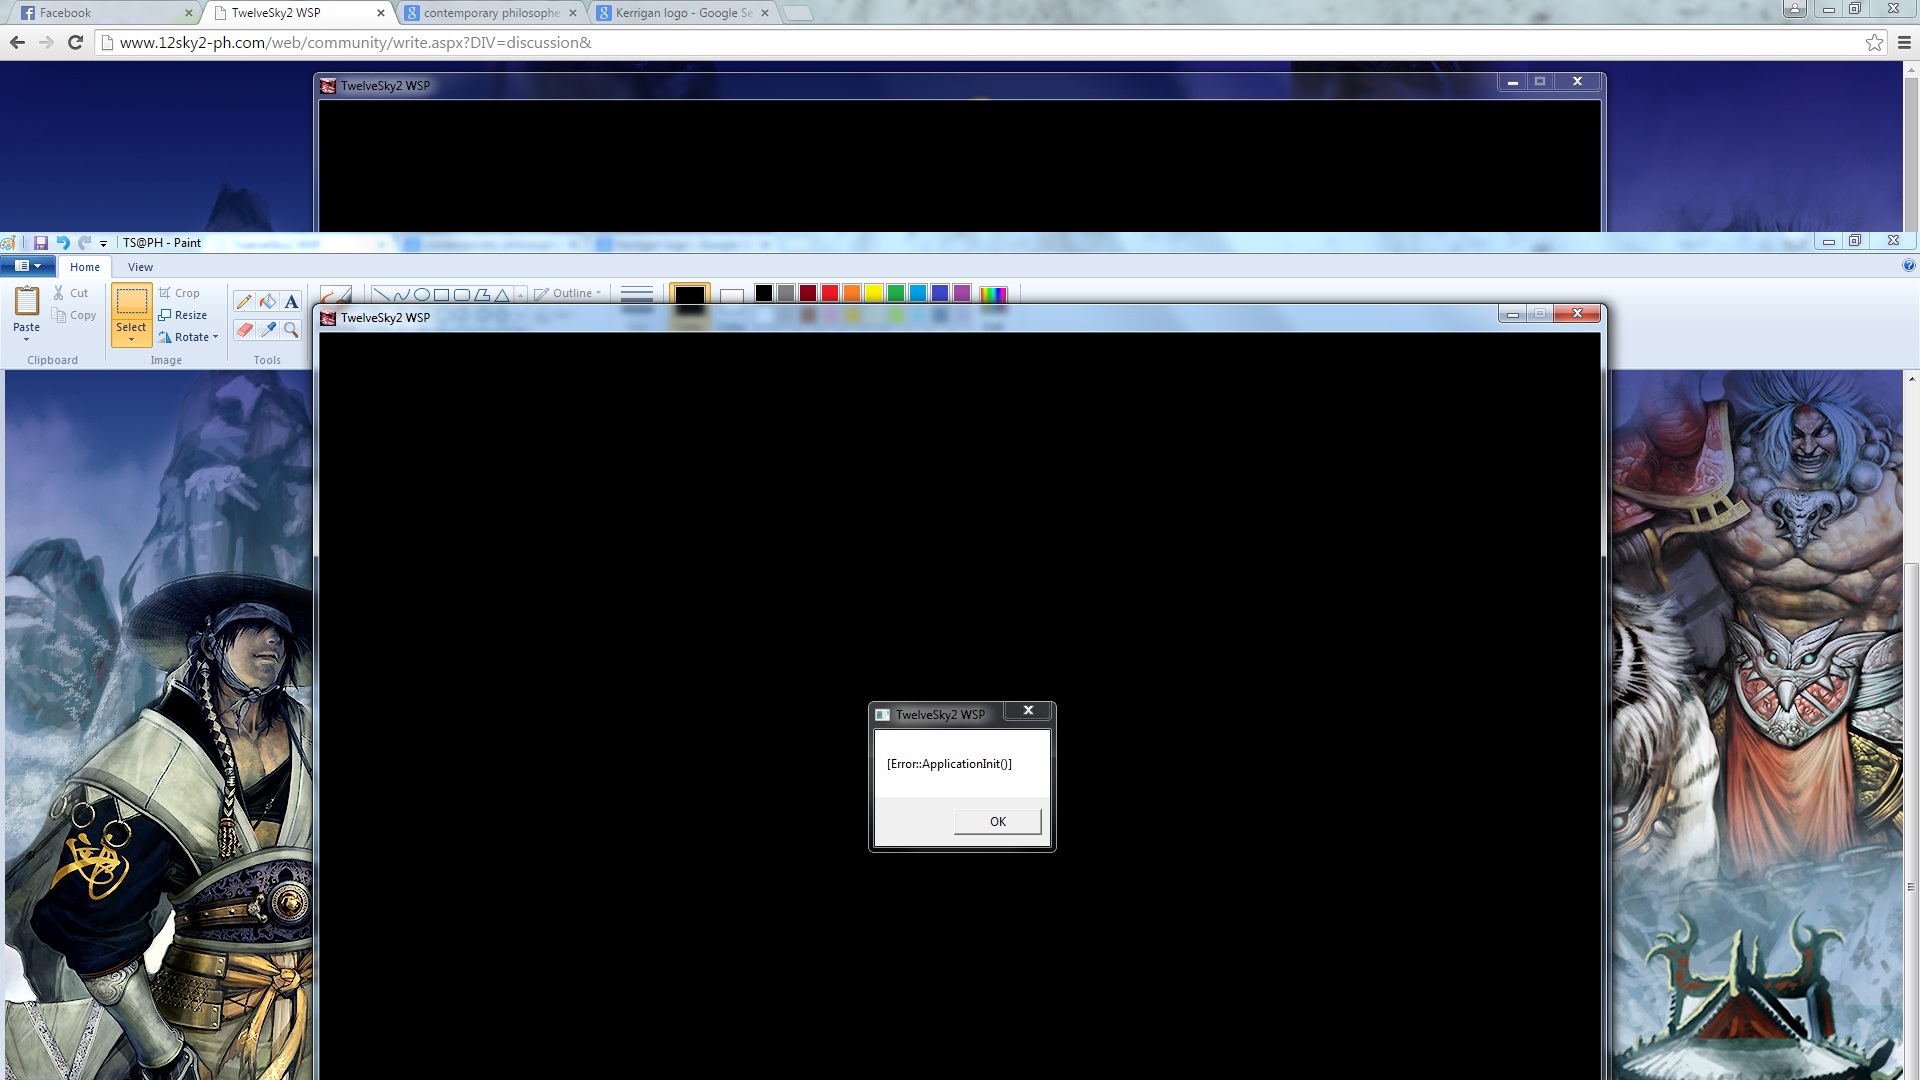 Facebook
TwelveSky2 WSP
contemporary philosophe
Kerrigan logo - Google Se
www.12sky2-ph.com/web/community/write.aspx?DIV=discussion&
TwelveSky2 WSP
TS@PH - Paint
Home
View
Paste
Cut
Copy
Clipboard
Select
Crop
Resize
Rotate
Image
A
Tools
Outline
TwelveSky2 WSP
TwelveSky2 WSP
[Error::ApplicationInit()]
OK